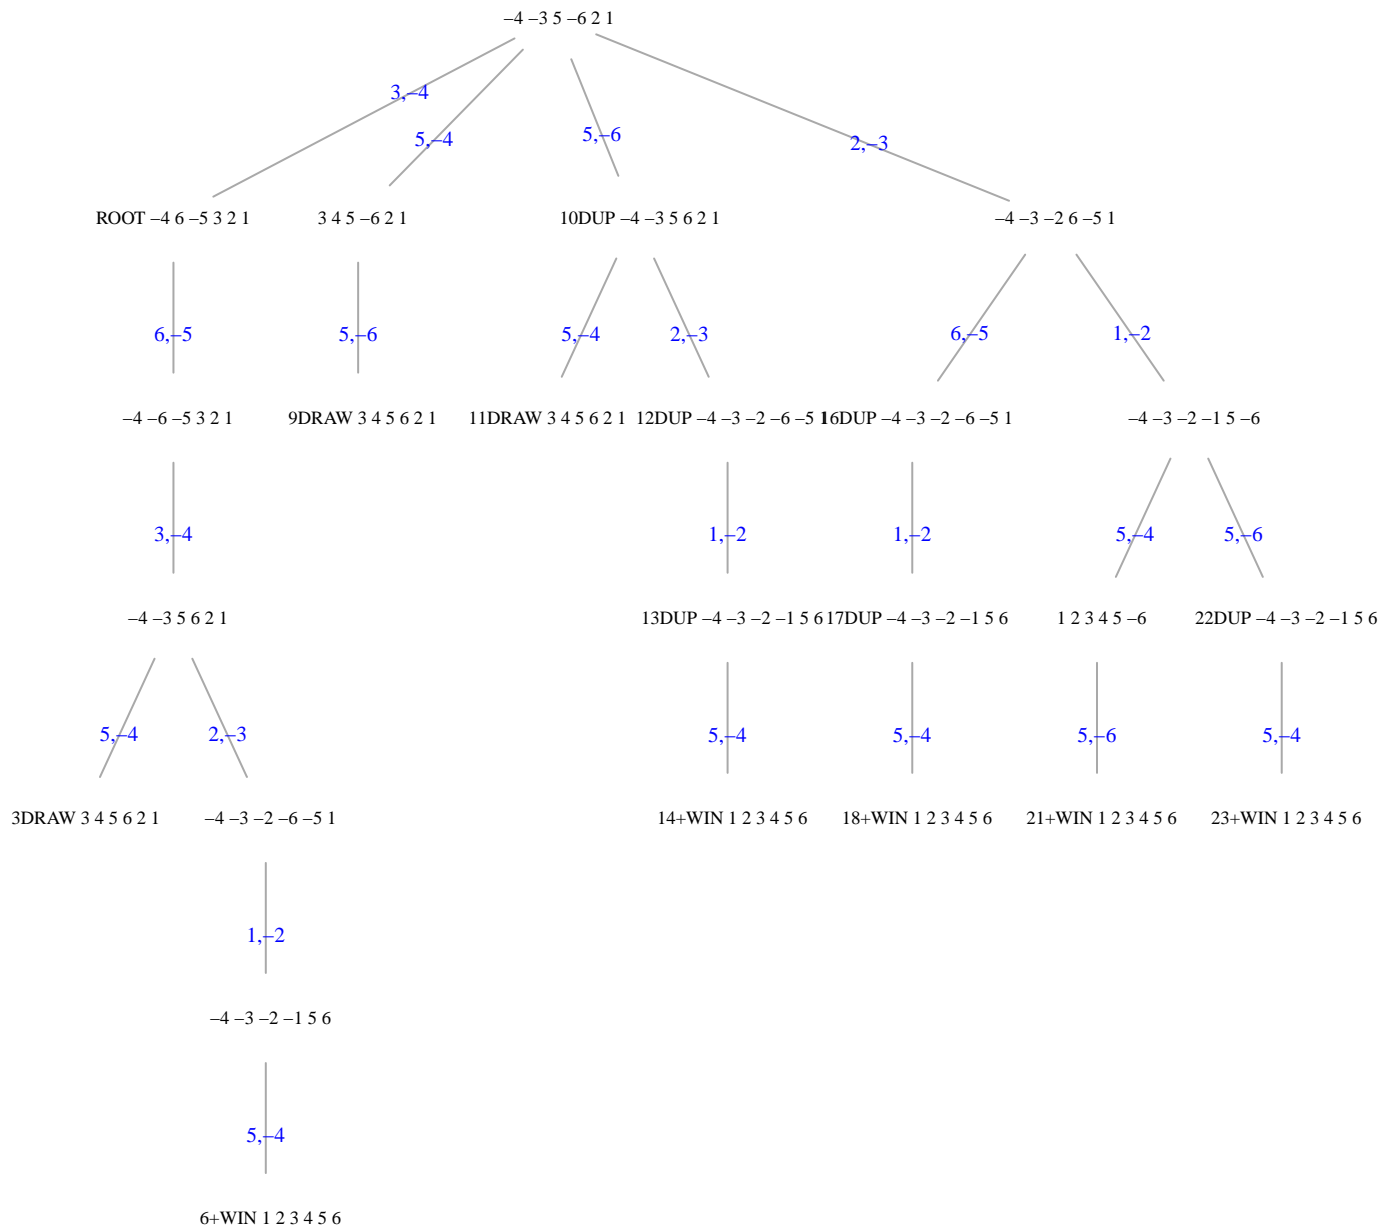 –4 –3 5 –6 2 1
3,–4
5,–4
5,–6
2,–3
ROOT –4 6 –5 3 2 1
3 4 5 –6 2 1
10DUP –4 –3 5 6 2 1
–4 –3 –2 6 –5 1
6,–5
5,–6
5,–4
2,–3
6,–5
1,–2
–4 –6 –5 3 2 1
9DRAW 3 4 5 6 2 1
11DRAW 3 4 5 6 2 1
12DUP –4 –3 –2 –6 –5 1
16DUP –4 –3 –2 –6 –5 1
–4 –3 –2 –1 5 –6
3,–4
1,–2
1,–2
5,–4
5,–6
–4 –3 5 6 2 1
13DUP –4 –3 –2 –1 5 6
17DUP –4 –3 –2 –1 5 6
1 2 3 4 5 –6
22DUP –4 –3 –2 –1 5 6
5,–4
2,–3
5,–4
5,–4
5,–6
5,–4
3DRAW 3 4 5 6 2 1
–4 –3 –2 –6 –5 1
14+WIN 1 2 3 4 5 6
18+WIN 1 2 3 4 5 6
21+WIN 1 2 3 4 5 6
23+WIN 1 2 3 4 5 6
1,–2
–4 –3 –2 –1 5 6
5,–4
6+WIN 1 2 3 4 5 6